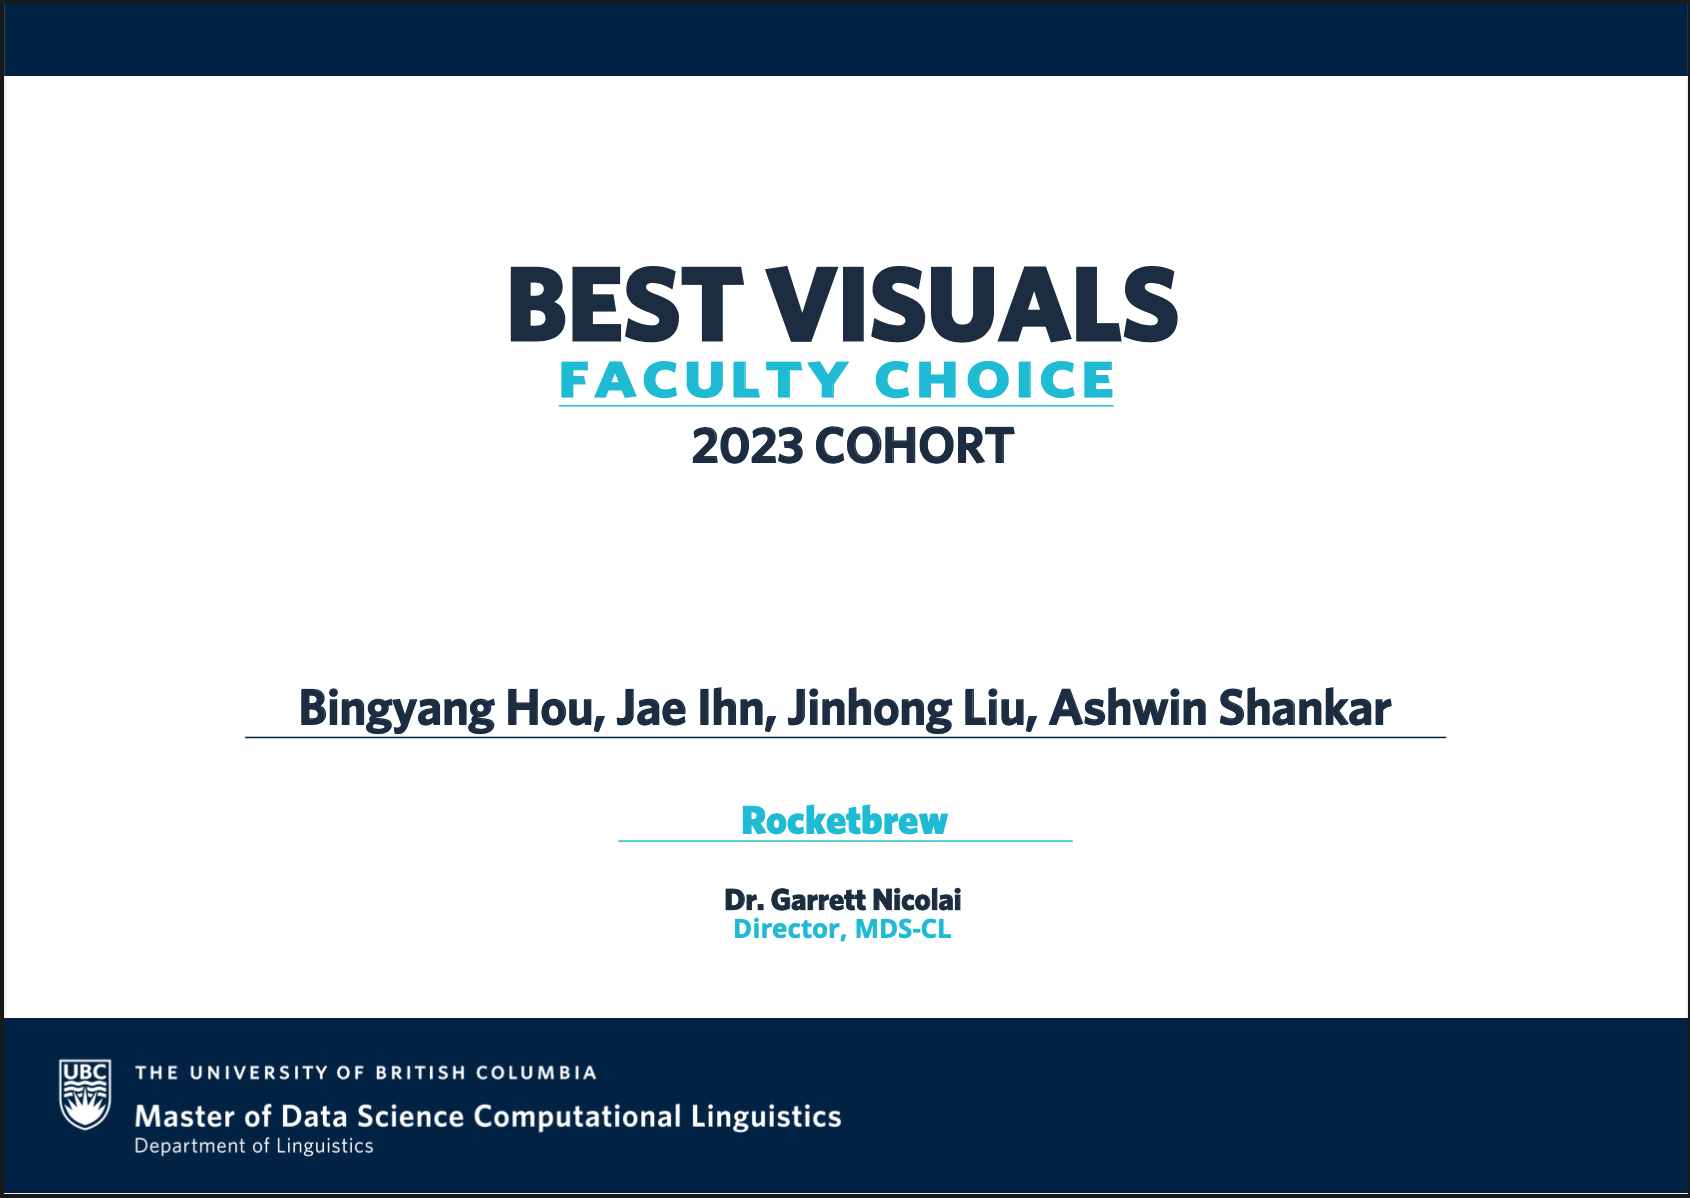 BEST VISUALS
FACULTY CHOICE
2023 COHORT
Bingyang Hou, Jae Ihn, Jinhong Liu, Ashwin Shankar
Rocketbrew
Dr. Garrett Nicolai
Director, MDS-CL
UBC
THE UNIVERSITY OF BRITISH COLUMBIA
Master of Data Science Computational Linguistics
Department of Linguistics